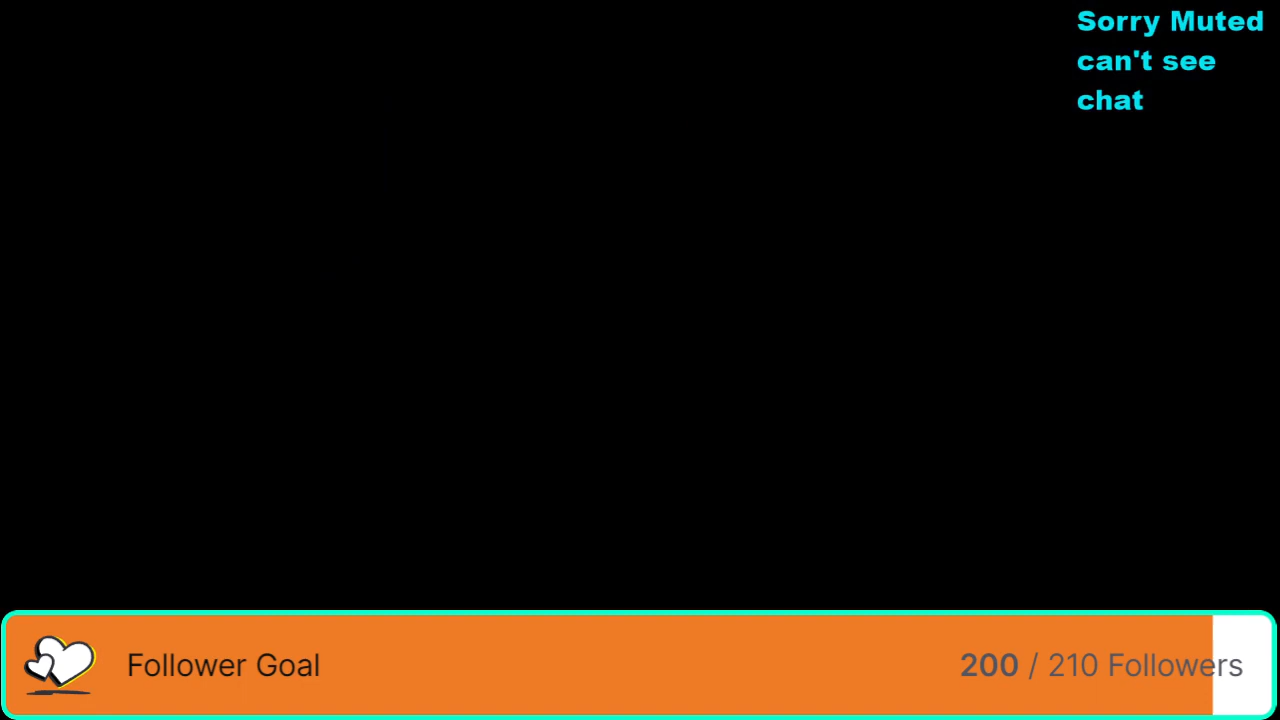 Sorry Muted
can't see
chat
Follower Goal
200 / 210 Followers